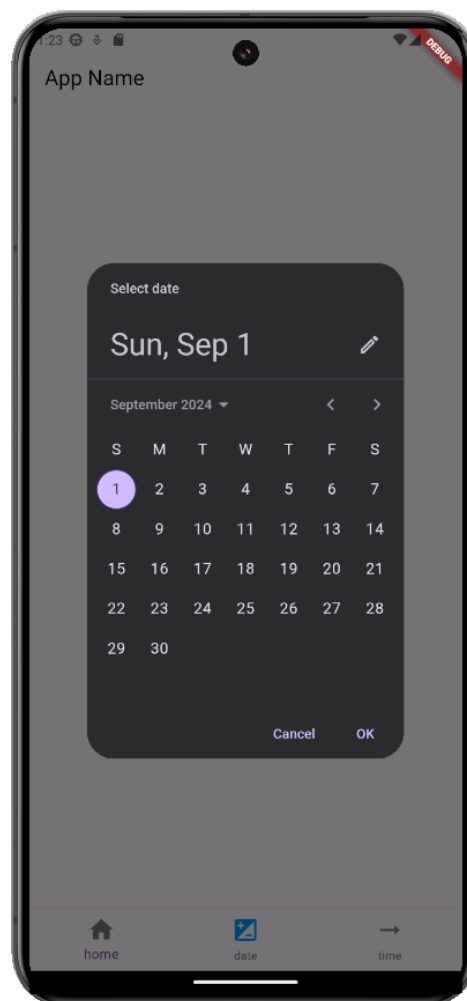 1:23
DEBUG
App Name
Select date
Sun, Sep 1
September 2024
S M T W T F S
1 2 3 4 5 6 7
8 9 10 11 12 13 14
15 16 17 18 19 20 21
22 23 24 25 26 27 28
29 30
Cancel OK
home date time